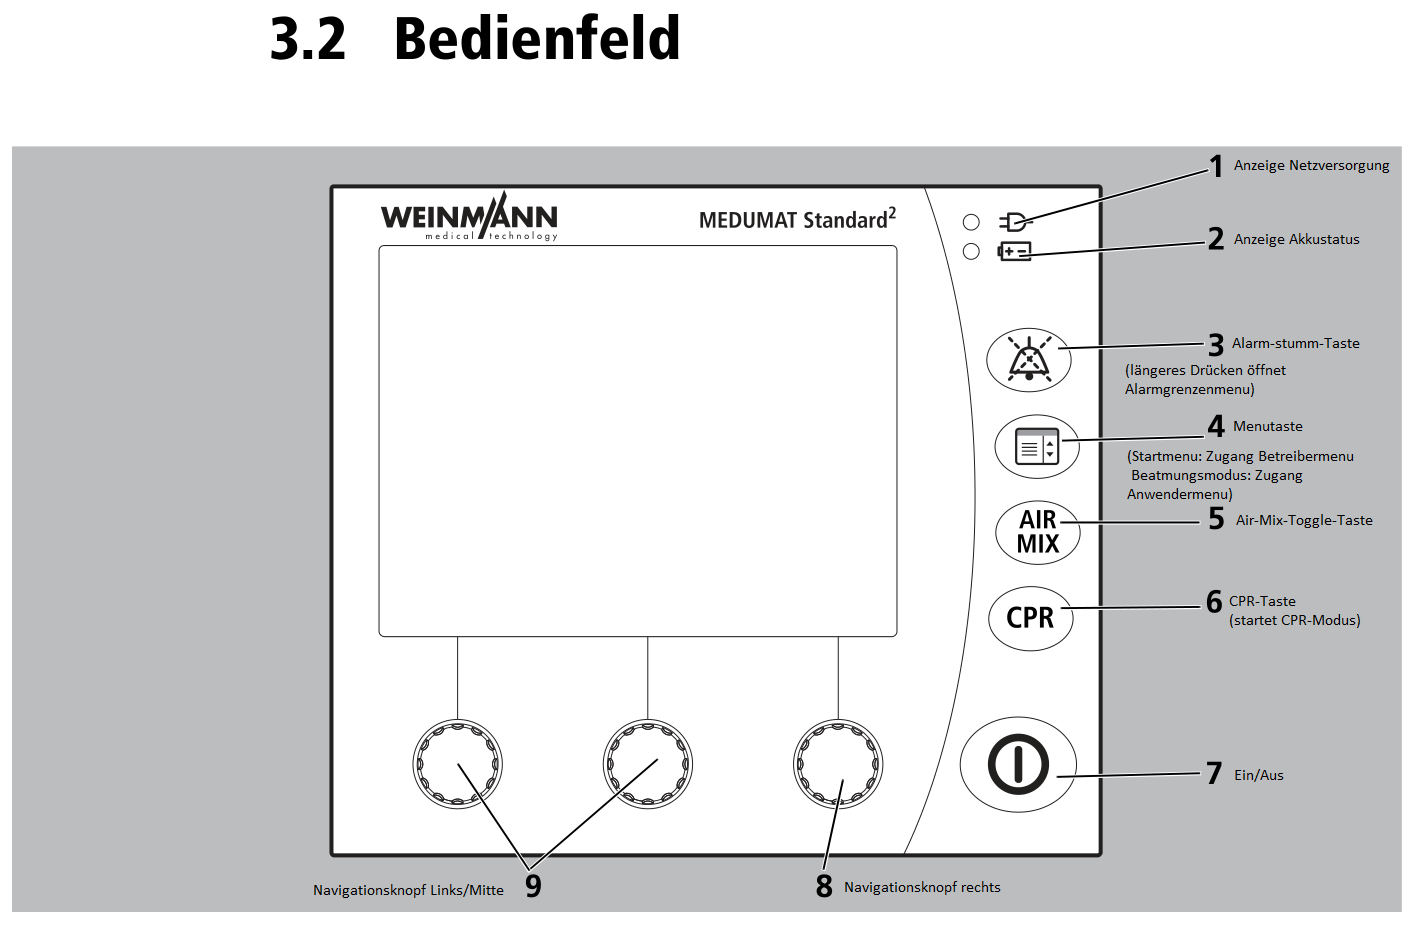 3.2 Bedienfeld
1 Anzeige Netzversorgung
WEINMANN
medical technology
MEDUMAT Standard²
2 Anzeige Akkustatus
3 Alarm-stumm-Taste
(längeres Drücken öffnet
Alarmgrenzenmenu)
4 Menutaste
(Startmenu: Zugang Betreibermenu
Beatmungsmodus: Zugang
Anwendermenu)
AIR
MIX
5 Air-Mix-Toggle-Taste
CPR
6 CPR-Taste
(startet CPR-Modus)
7 Ein/Aus
Navigationsknopf Links/Mitte 9
8 Navigationsknopf rechts